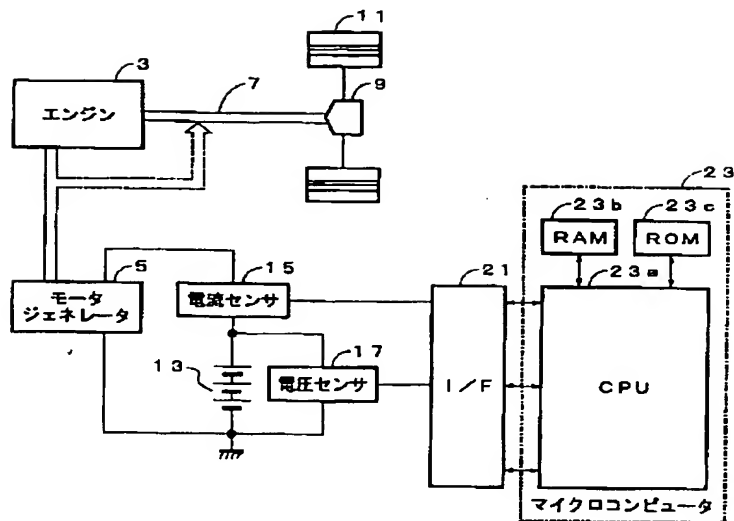 11
3
7
9
エンジン
23
23b
23c
RAM
ROM
5
15
21
23a
モータ
ジェネレータ
電流センサ
17
13
電圧センサ
I/F
CPU
マイクロコンピュータ